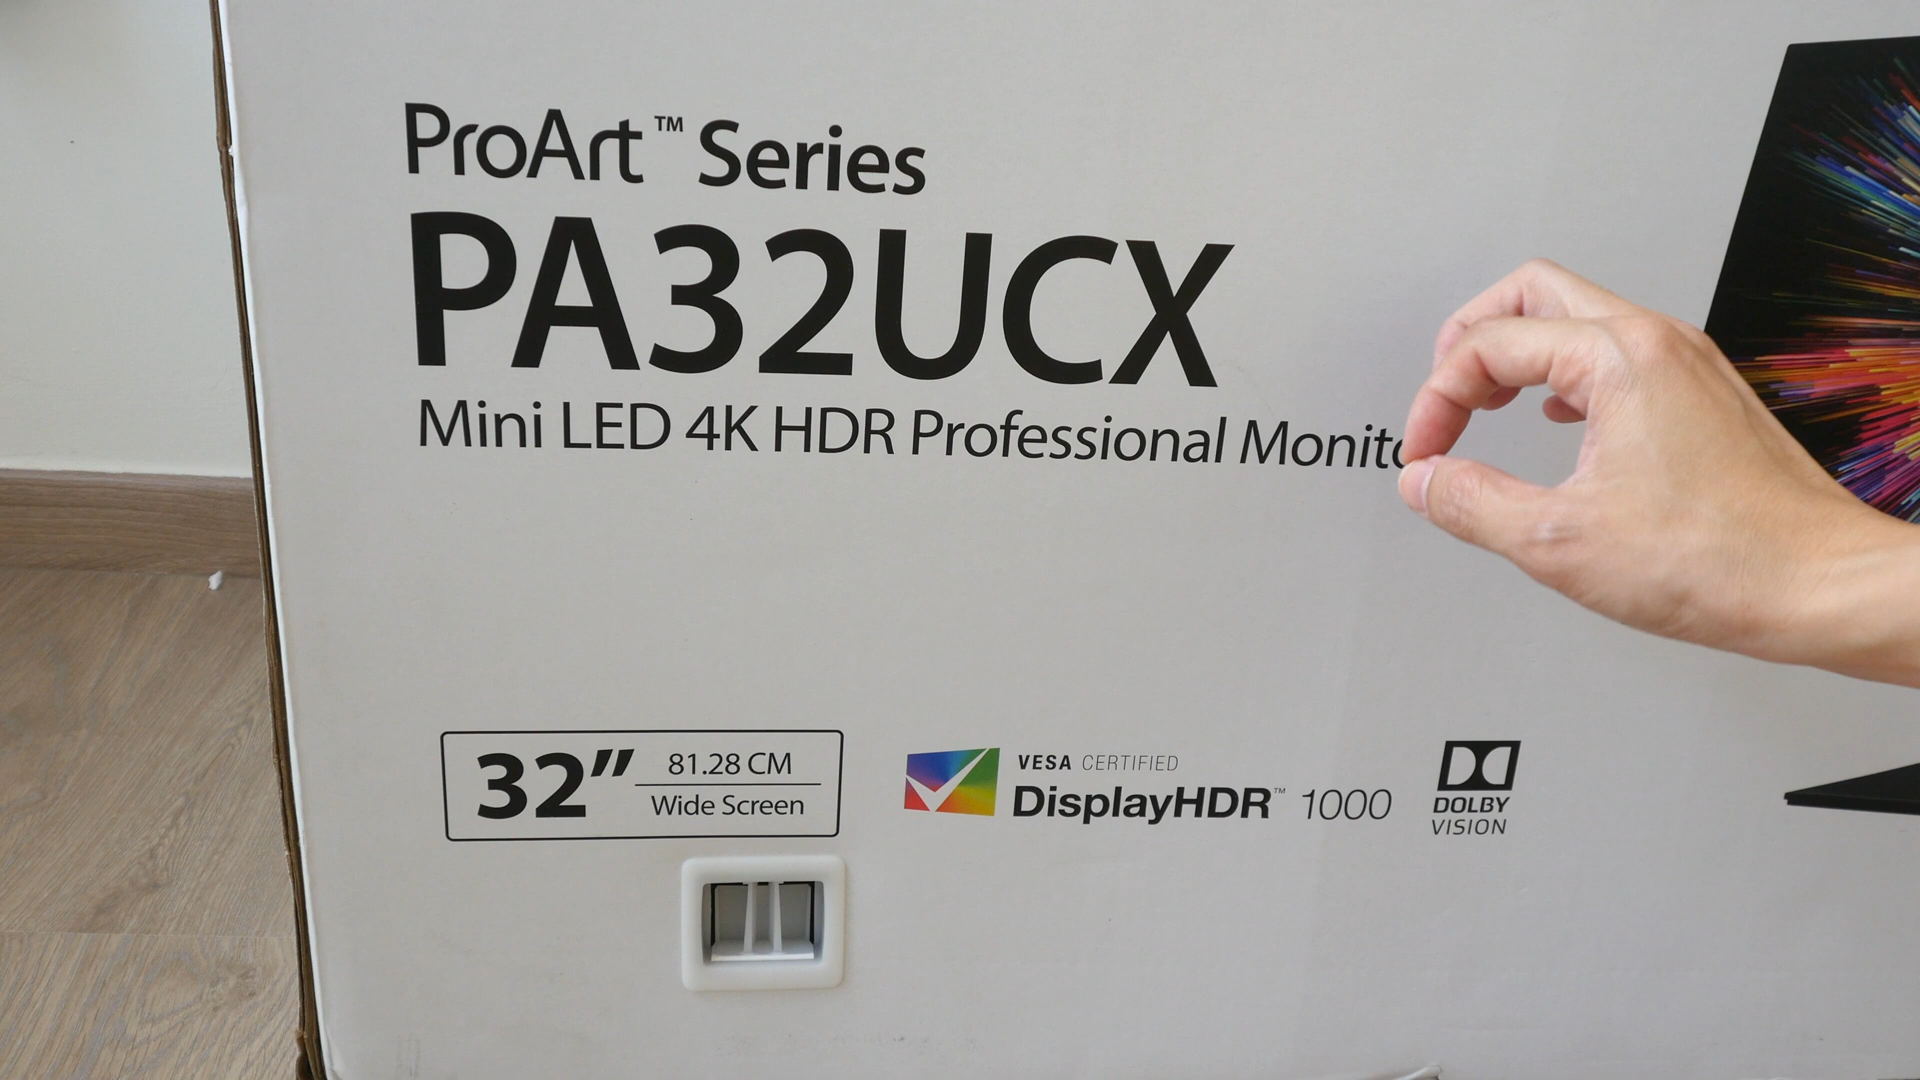 ProArt™ Series
PA32UCX
Mini LED 4K HDR Professional
32″
81.28 CM
Wide Screen
VESA CERTIFIED
DisplayHDR™ 1000
DOLBY
VISION